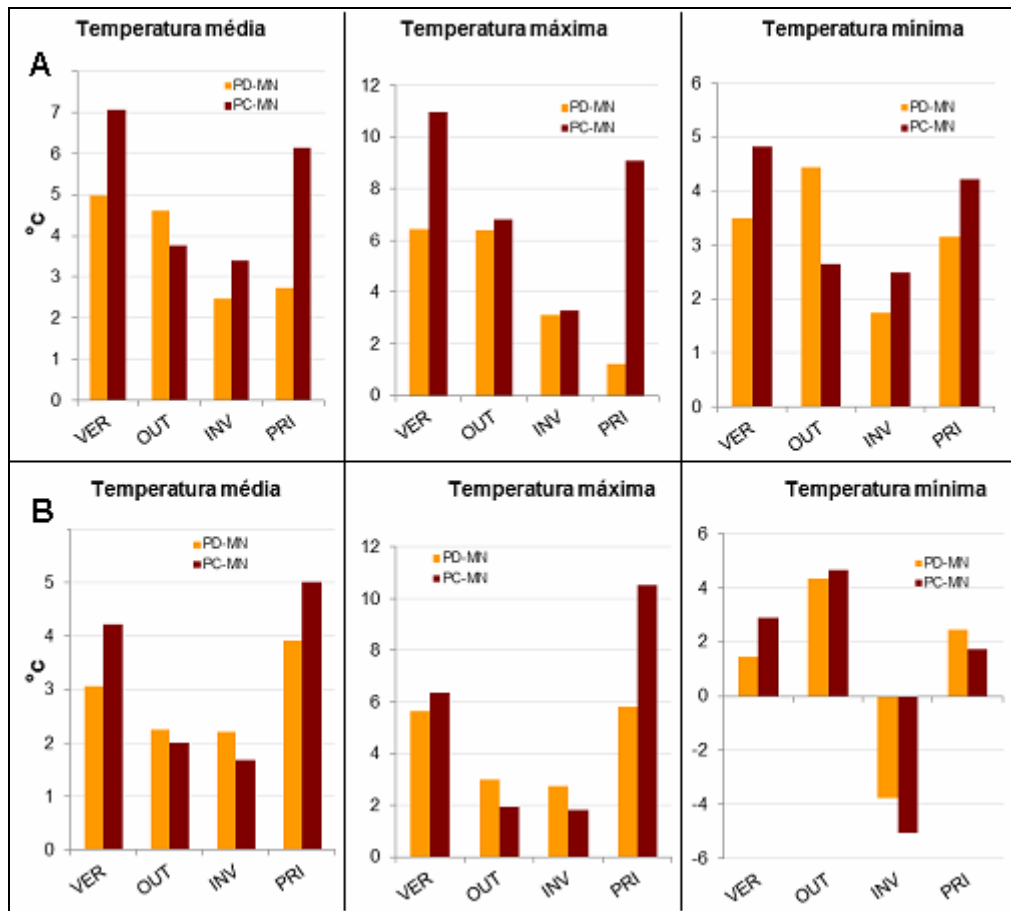 Temperatura média
A
PD-MN
PC-MN
7
6
5
4
3
2
1
0
°C
VER OUT INV PRI
Temperatura máxima
PD-MN
PC-MN
12
10
8
6
4
2
0
VER OUT INV PRI
Temperatura mínima
PD-MN
PC-MN
6
5
4
3
2
1
0
VER OUT INV PRI
Temperatura média
B
PD-MN
PC-MN
5
4
3
2
1
0
°C
VER OUT INV PRI
Temperatura máxima
PD-MN
PC-MN
12
10
8
6
4
2
0
VER OUT INV PRI
Temperatura mínima
PD-MN
PC-MN
6
4
2
0
-2
-4
-6
VER OUT INV PRI